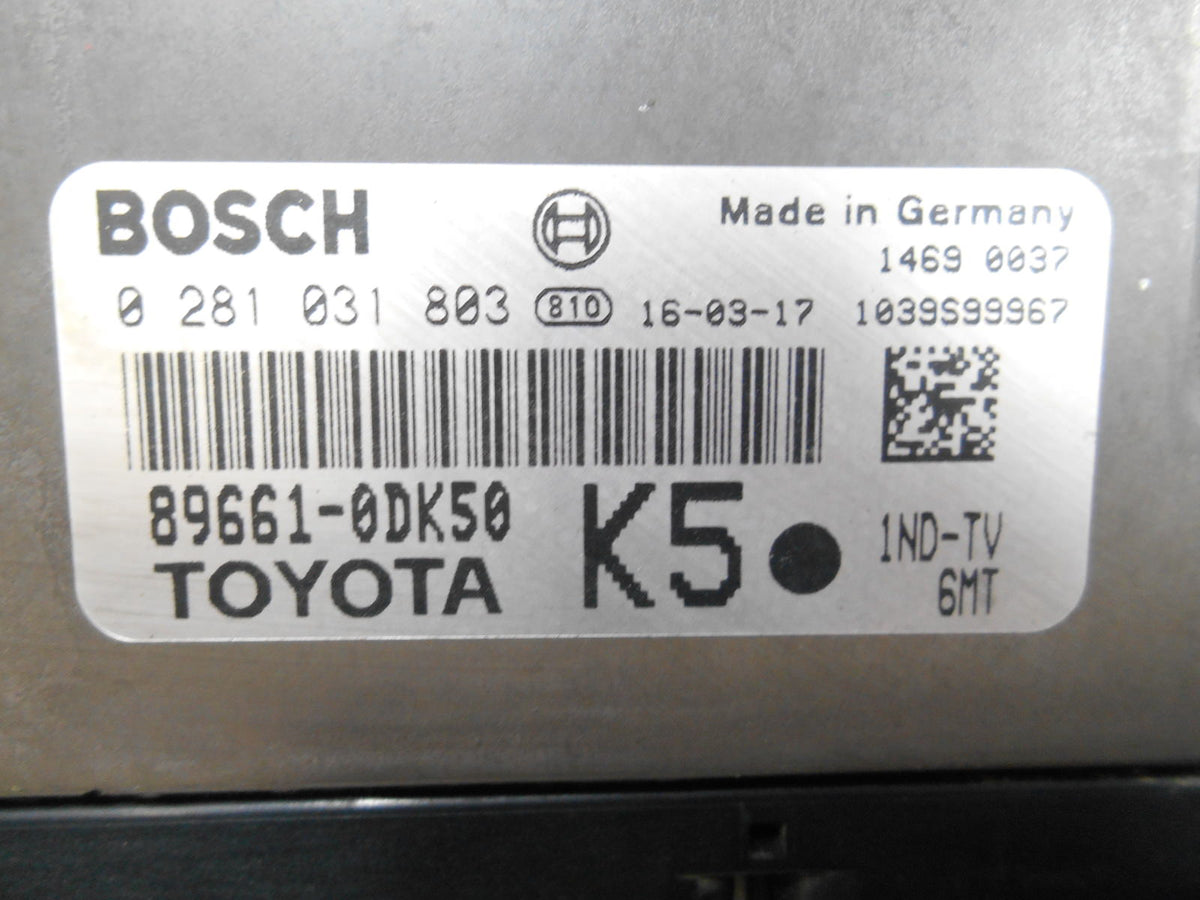 BOSCH
Made in Germany
1469 0037
0 281 031 803 810 16-03-17 1039S99967
89661-0DK50
TOYOTA
K5
1ND-TV
6MT